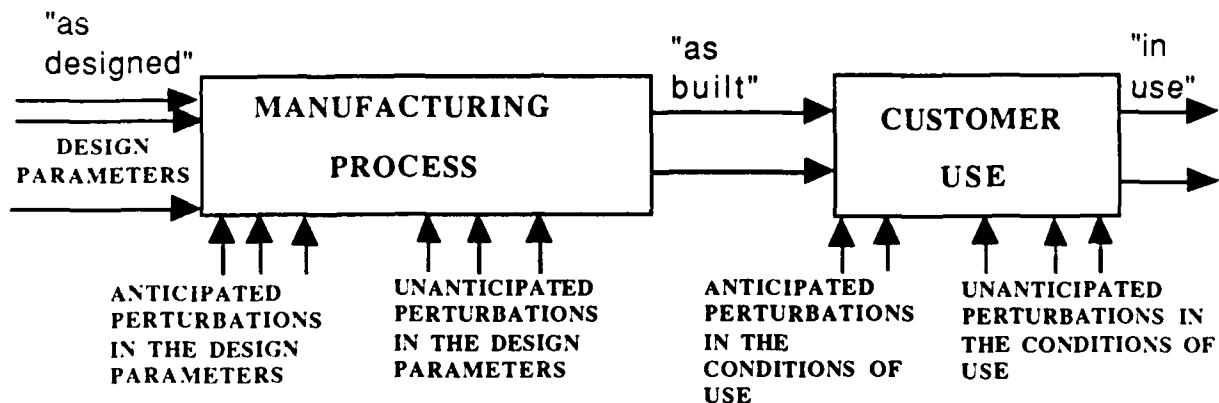 "as
designed"
DESIGN
PARAMETERS
MANUFACTURING
PROCESS
"as
built"
CUSTOMER
USE
"in
use"
ANTICIPATED
PERTURBATIONS
IN THE DESIGN
PARAMETERS
UNANTICIPATED
PERTURBATIONS
IN THE DESIGN
PARAMETERS
ANTICIPATED
PERTURBATIONS
IN THE
CONDITIONS OF
USE
UNANTICIPATED
PERTURBATIONS IN
THE CONDITIONS OF
USE